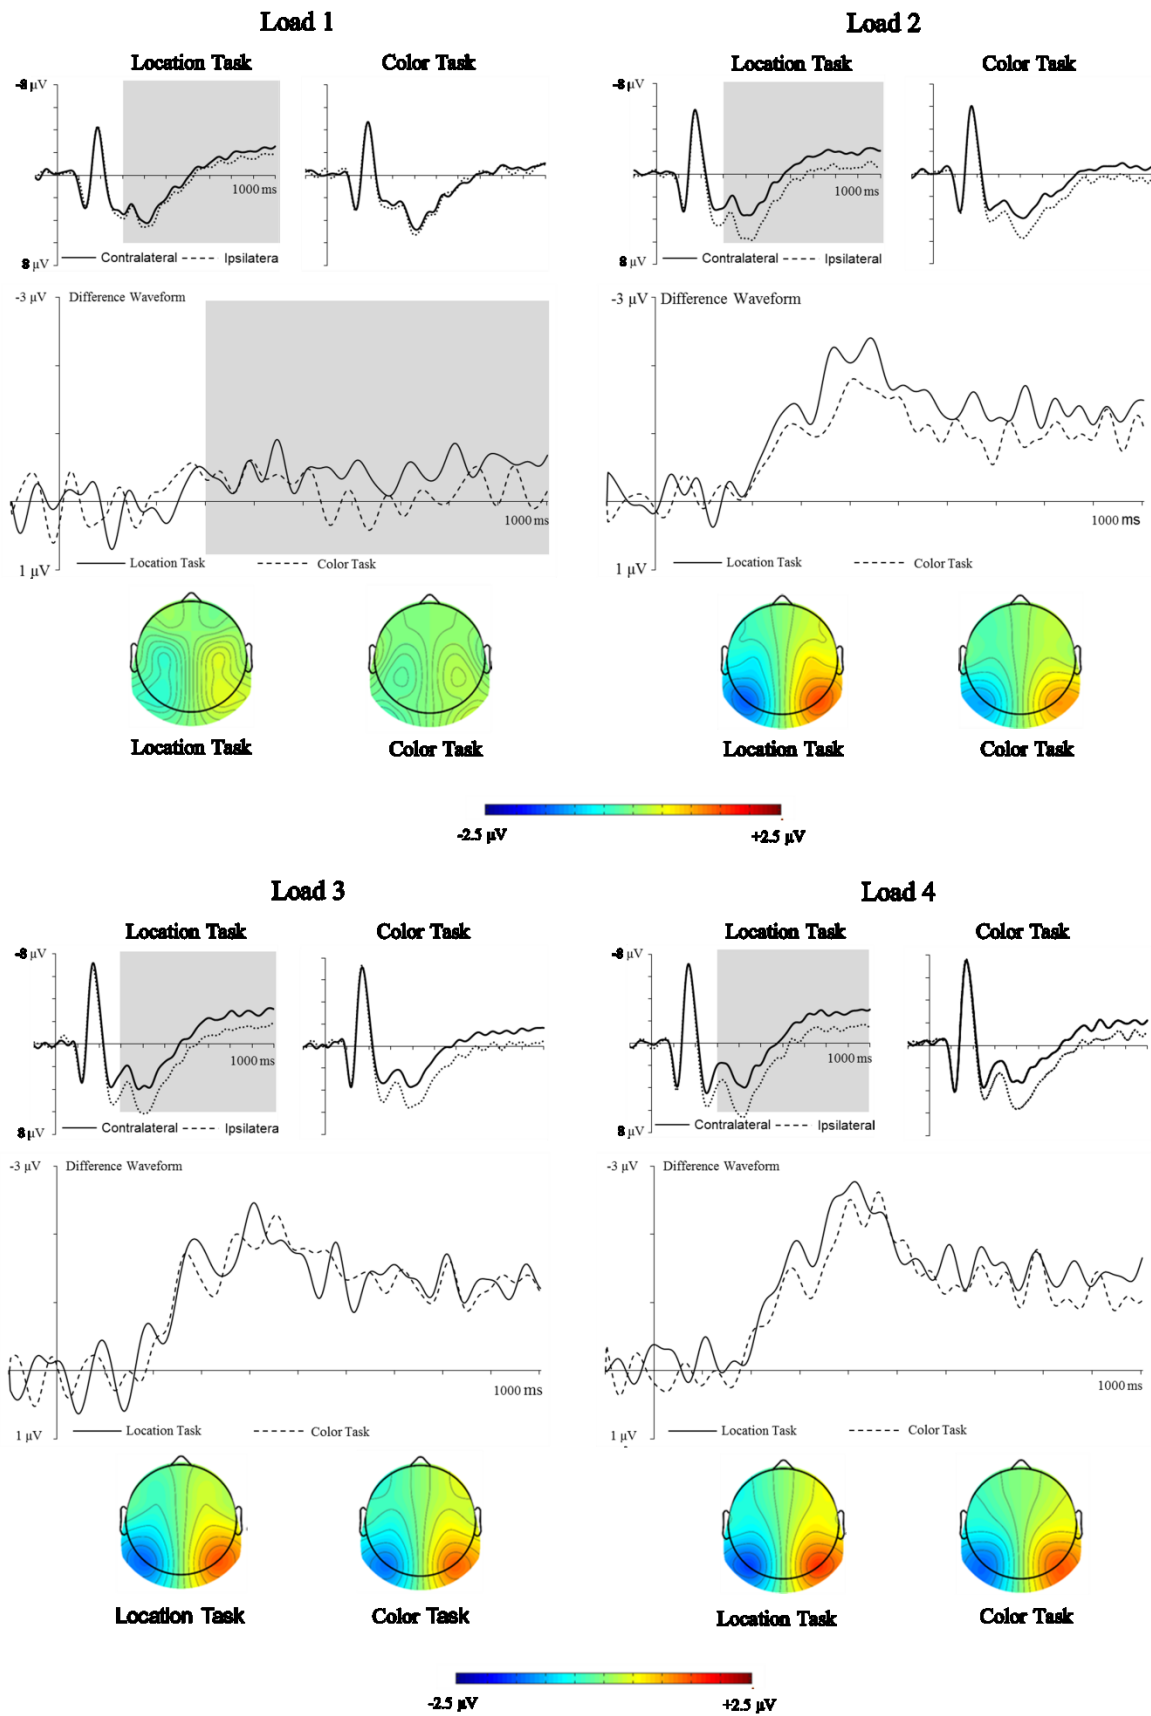 Load 1
Location Task
Color Task
-8 µV
1000 ms
8 µV
Contralateral
Ipsilatera
-3 µV
Difference Waveform
1000 ms
1 µV
Location Task
Color Task
Location Task
Color Task
Load 2
Location Task
Color Task
-8 µV
1000 ms
8 µV
Contralateral
Ipsilateral
-3 µV
Difference Waveform
1000 ms
1 µV
Location Task
Color Task
Location Task
Color Task
-2.5 µV
+2.5 µV
Load 3
Location Task
Color Task
-8 µV
1000 ms
8 µV
Contralateral
Ipsilatera
-3 µV
Difference Waveform
1000 ms
1 µV
Location Task
Color Task
Location Task
Color Task
Load 4
Location Task
Color Task
-8 µV
1000 ms
8 µV
Contralateral
Ipsilateral
-3 µV
Difference Waveform
1000 ms
1 µV
Location Task
Color Task
Location Task
Color Task
-2.5 µV
+2.5 µV